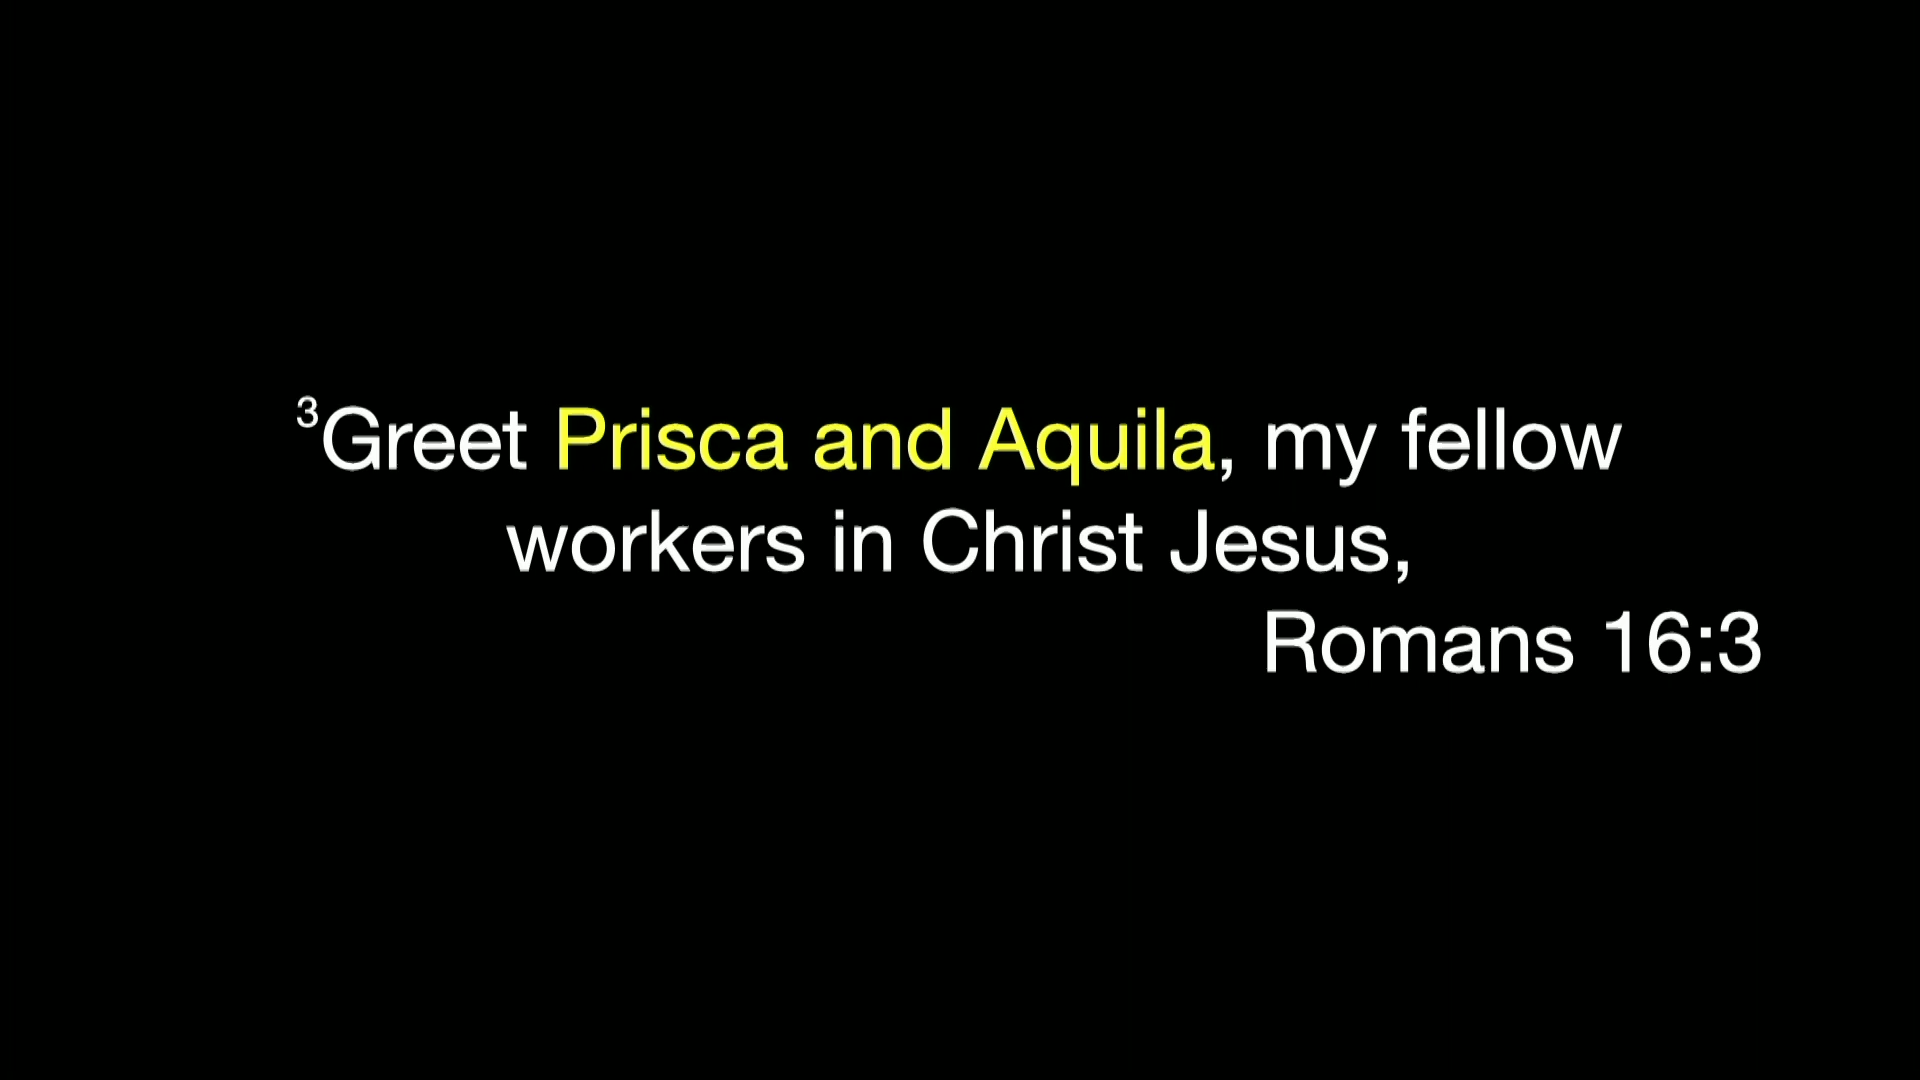 ³Greet Prisca and Aquila, my fellow
workers in Christ Jesus,
Romans 16:3